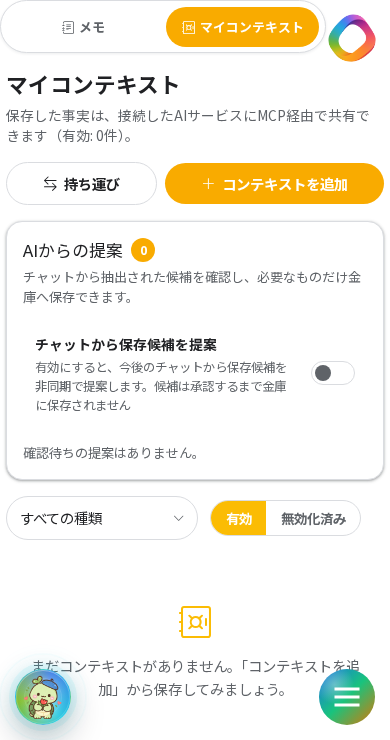 メモ
マイコンテキスト
マイコンテキスト
保存した事実は、接続したAIサービスにMCP経由で共有で
きます（有効: 0件）。
持ち運び
コンテキストを追加
AIからの提案 0
チャットから抽出された候補を確認し、必要なものだけ金
庫へ保存できます。
チャットから保存候補を提案
有効にすると、今後のチャットから保存候補を
非同期で提案します。候補は承認するまで金庫
に保存されません
確認待ちの提案はありません。
すべての種類
有効
無効化済み
まだコンテキストがありません。「コンテキストを追
加」から保存してみましょう。